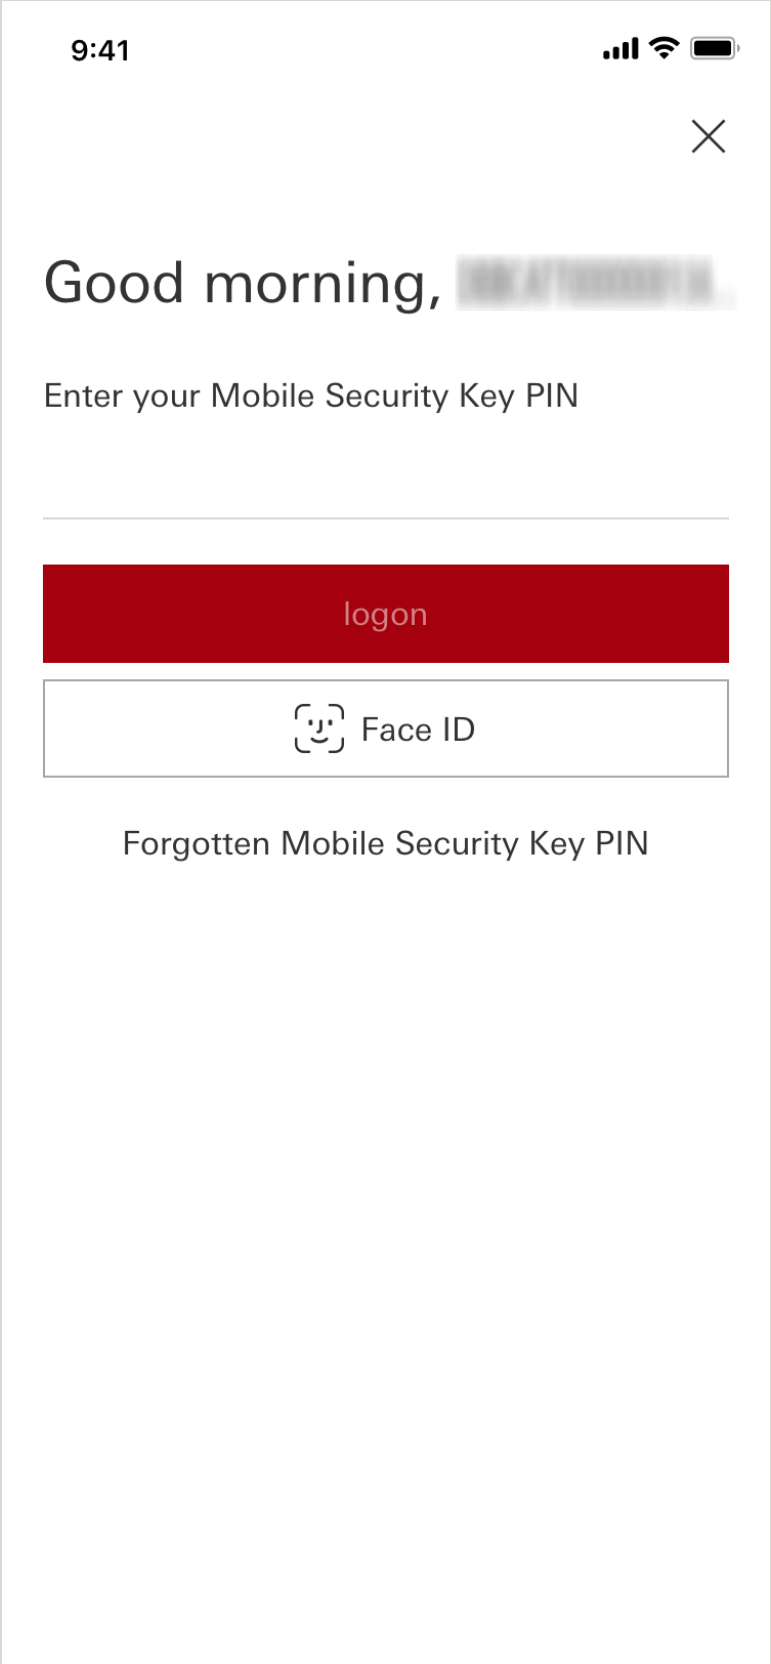 9:41
Good morning,
Enter your Mobile Security Key PIN
logon
Face ID
Forgotten Mobile Security Key PIN